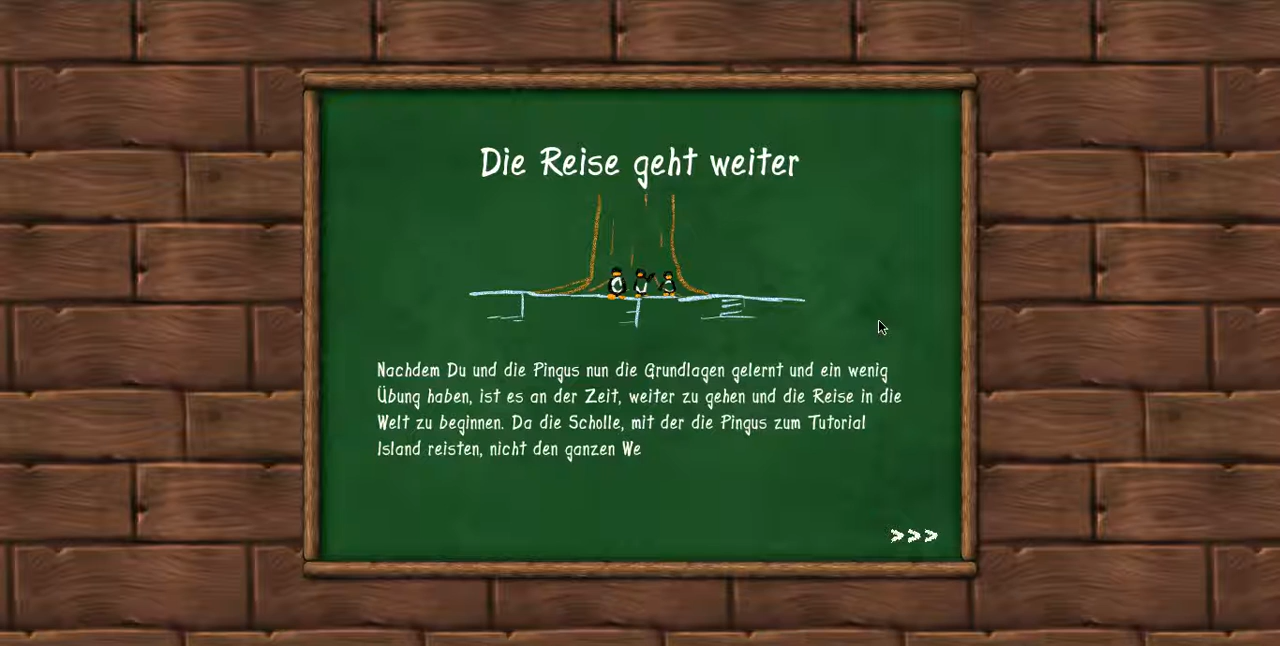 Die Reise geht weiter
Nachdem Du und die Pingus nun die Grundlagen gelernt und ein wenig
Übung haben, ist es an der Zeit, weiter zu gehen und die Reise in die
Welt zu beginnen. Da die Scholle, mit der die Pingus zum Tutorial
Island reisten, nicht den ganzen We
>>>